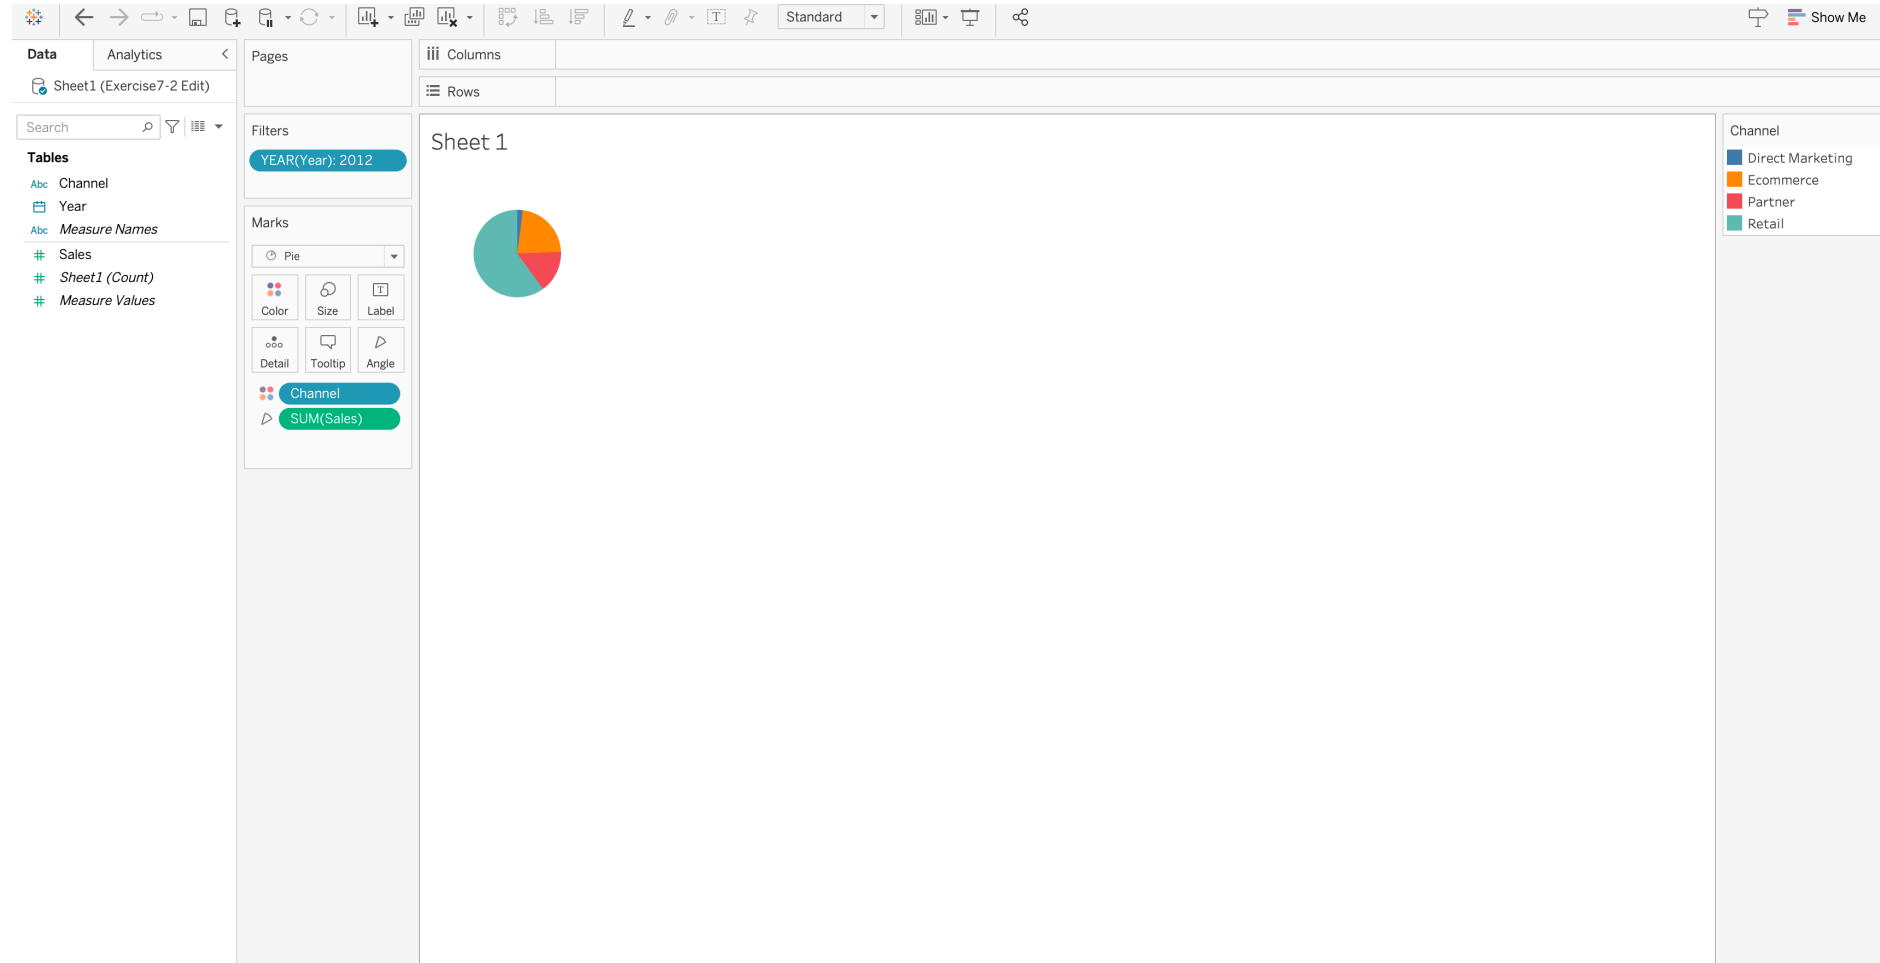 Standard
Show Me
Data
Analytics
Sheet1 (Exercise7-2 Edit)
Search
Tables
Abc Channel
Year
Abc Measure Names
# Sales
# Sheet1 (Count)
# Measure Values
Pages
Filters
YEAR(Year): 2012
Marks
Pie
Color
Size
T
Label
Detail
Tooltip
Angle
Channel
SUM(Sales)
Columns
Rows
Sheet 1
Channel
Direct Marketing
Ecommerce
Partner
Retail